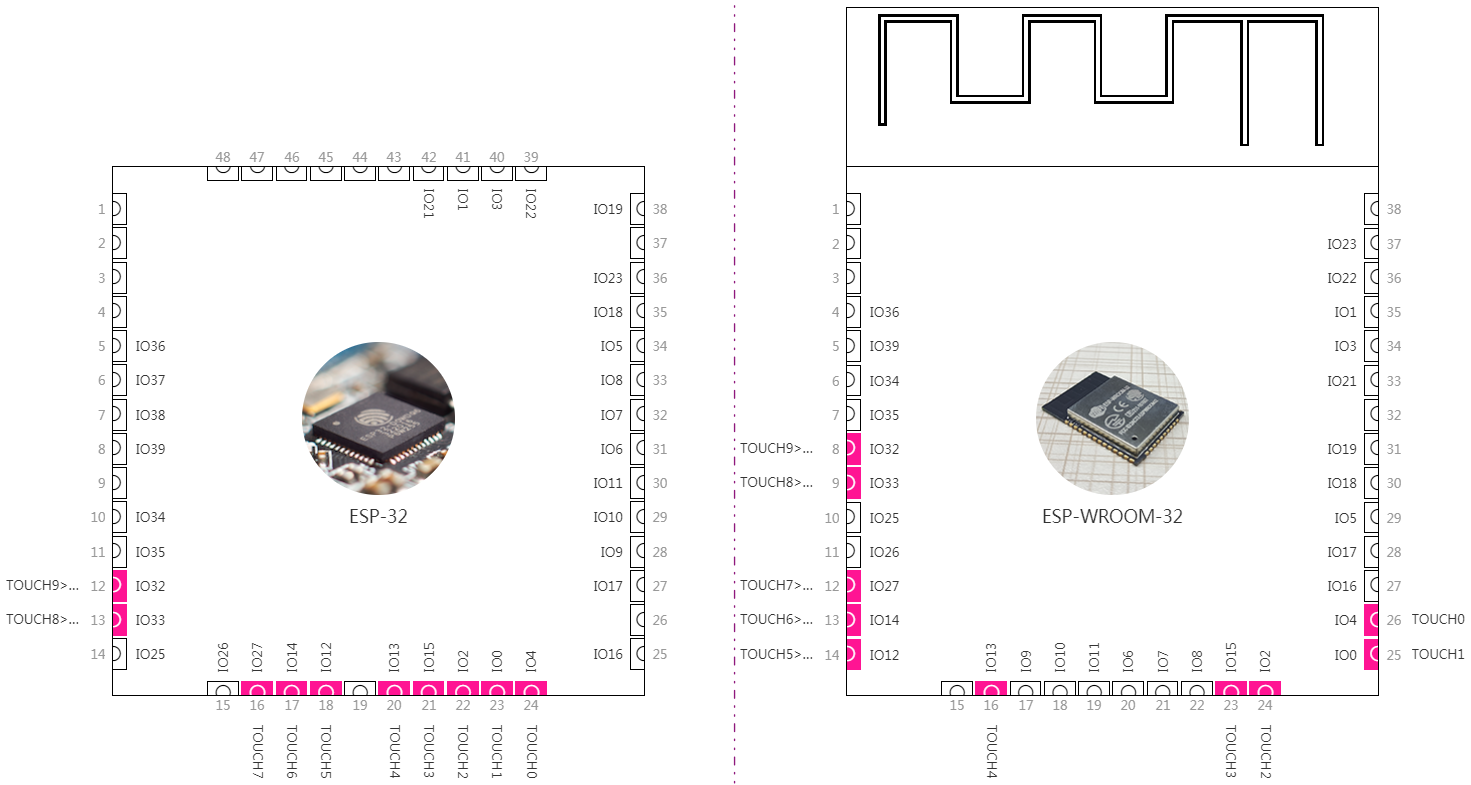 48 47 46 45 44 43 42 41 40 39
IO21 IO1 IO3 IO22
1 IO19 38
2 37
3 IO23 36
4 IO18 35
5 IO36 IO5 34
6 IO37 IO8 33
7 IO38 IO7 32
8 IO39 IO6 31
9 IO11 30
10 IO34 IO10 29
ESP-32
11 IO35 IO9 28
TOUCH9>... 12 IO32 IO17 27
TOUCH8>... 13 IO33 26
14 IO25 IO16 25
IO26 IO27 IO14 IO12 IO13 IO15 IO2 IO0 IO4
15 16 17 18 19 20 21 22 23 24
TOUCH7 TOUCH6 TOUCH5 TOUCH4 TOUCH3 TOUCH2 TOUCH1 TOUCH0
1 38
2 IO23 37
3 IO22 36
4 IO36 IO1 35
5 IO39 IO3 34
6 IO34 IO21 33
7 IO35 32
TOUCH9>... 8 IO32 IO19 31
TOUCH8>... 9 IO33 IO18 30
10 IO25 IO5 29
ESP-WROOM-32
11 IO26 IO17 28
TOUCH7>... 12 IO27 IO16 27
TOUCH6>... 13 IO14 IO4 26 TOUCH0
TOUCH5>... 14 IO12 IO0 25 TOUCH1
IO13 IO9 IO10 IO11 IO6 IO7 IO8 IO15 IO2
15 16 17 18 19 20 21 22 23 24
TOUCH4 TOUCH3 TOUCH2